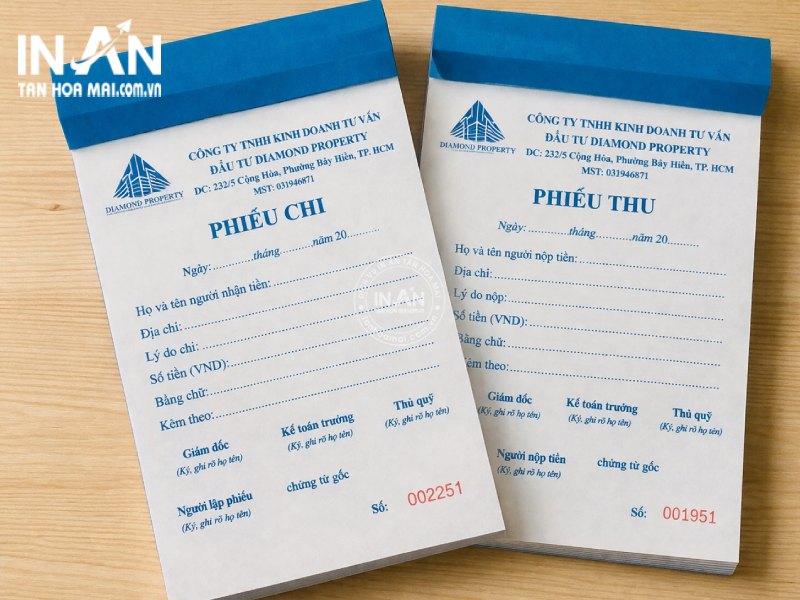 IN ẤN
TAN HOA MAI.com.vn
DIAMOND PROPERTY
CÔNG TY TNHH KINH DOANH TƯ VẤN
ĐẦU TƯ DIAMOND PROPERTY
ĐC: 232/5 Cộng Hòa, Phường Bảy Hiền, TP. HCM
MST: 031946871
PHIẾU CHI
Ngày:............tháng...........năm 20.........
Họ và tên người nhận tiền:
Địa chỉ:
Lý do chi:
Số tiền (VND):
Bằng chữ:
Kèm theo:
Giám đốc Kế toán trưởng Thủ quỹ
(Ký, ghi rõ họ tên) (Ký, ghi rõ họ tên) (Ký, ghi rõ họ tên)
Người lập phiếu chứng từ gốc
(Ký, ghi rõ họ tên)
Số: 002251
DIAMOND PROPERTY
CÔNG TY TNHH KINH DOANH TƯ VẤN
ĐẦU TƯ DIAMOND PROPERTY
ĐC: 232/5 Cộng Hòa, Phường Bảy Hiền, TP. HCM
MST: 031946871
PHIẾU THU
Ngày:............tháng...........năm 20.........
Họ và tên người nộp tiền:
Địa chỉ:
Lý do nộp:
Số tiền (VND):
Bằng chữ:
Kèm theo:
Giám đốc Kế toán trưởng Thủ quỹ
(Ký, ghi rõ họ tên) (Ký, ghi rõ họ tên) (Ký, ghi rõ họ tên)
Người nộp tiền chứng từ gốc
(Ký, ghi rõ họ tên)
Số: 001951
IN ẤN